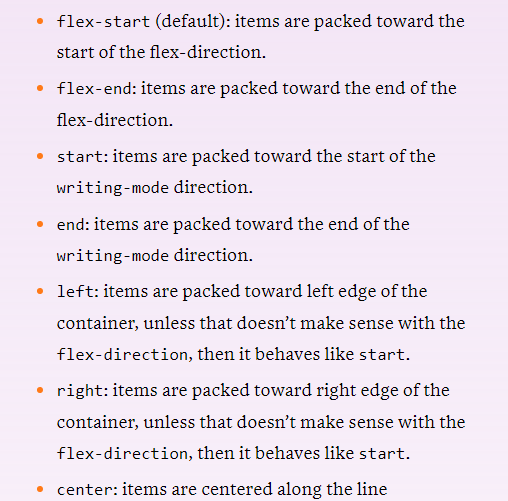 flex-start (default): items are packed toward the
start of the flex-direction.
flex-end: items are packed toward the end of the
flex-direction.
start: items are packed toward the start of the
writing-mode direction.
end: items are packed toward the end of the
writing-mode direction.
left: items are packed toward left edge of the
container, unless that doesn’t make sense with the
flex-direction, then it behaves like start.
right: items are packed toward right edge of the
container, unless that doesn’t make sense with the
flex-direction, then it behaves like start.
center: items are centered along the line